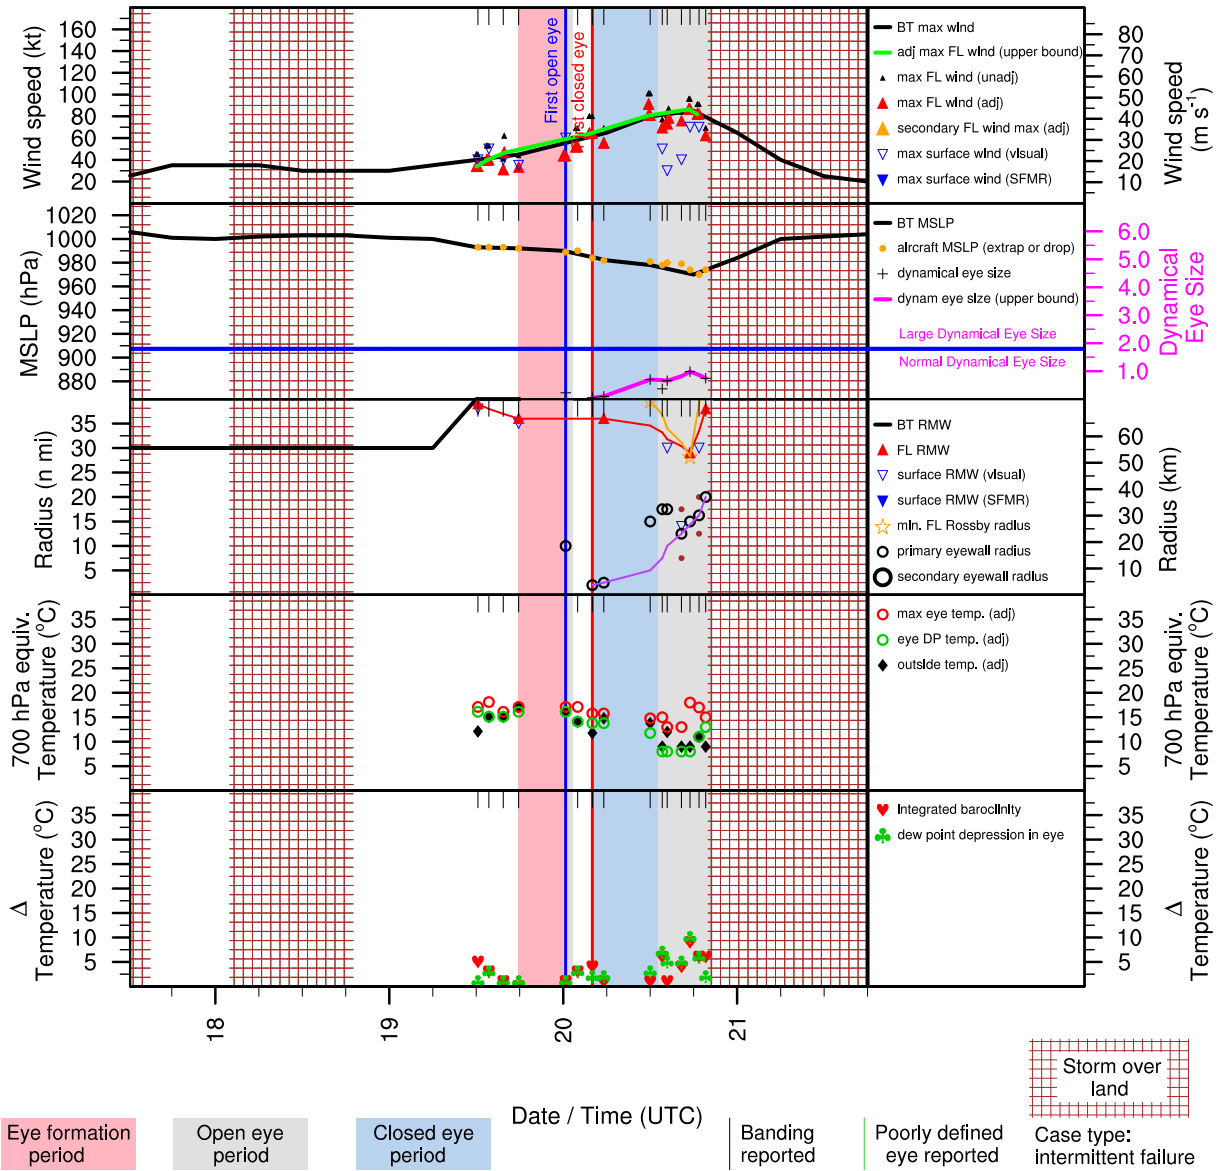 Wind speed (kt)
160
140
120
100
80
60
40
20
First open eye
First closed eye
BT max wind
adj max FL wind (upper bound)
max FL wind (unadj)
max FL wind (adj)
secondary FL wind max (adj)
max surface wind (visual)
max surface wind (SFMR)
80
70
60
50
40
30
20
10
Wind speed
(m s-1)
MSLP (hPa)
1020
1000
980
960
940
920
900
880
BT MSLP
aircraft MSLP (extrap or drop)
dynamical eye size
dynam eye size (upper bound)
Large Dynamical Eye Size
Normal Dynamical Eye Size
6.0
5.0
4.0
3.0
2.0
1.0
Dynamical
Eye Size
Radius (n mi)
35
30
25
20
15
10
5
BT RMW
FL RMW
surface RMW (visual)
surface RMW (SFMR)
min. FL Rossby radius
primary eyewall radius
secondary eyewall radius
60
50
40
30
20
10
Radius (km)
700 hPa equiv.
Temperature (°C)
35
30
25
20
15
10
5
max eye temp. (adj)
eye DP temp. (adj)
outside temp. (adj)
35
30
25
20
15
10
5
700 hPa equiv.
Temperature (°C)
Δ
Temperature (°C)
35
30
25
20
15
10
5
integrated baroclinity
dew point depression in eye
35
30
25
20
15
10
5
Δ
Temperature (°C)
18
19
20
21
Date / Time (UTC)
Storm over
land
Eye formation
period
Open eye
period
Closed eye
period
Banding
reported
Poorly defined
eye reported
Case type:
intermittent failure